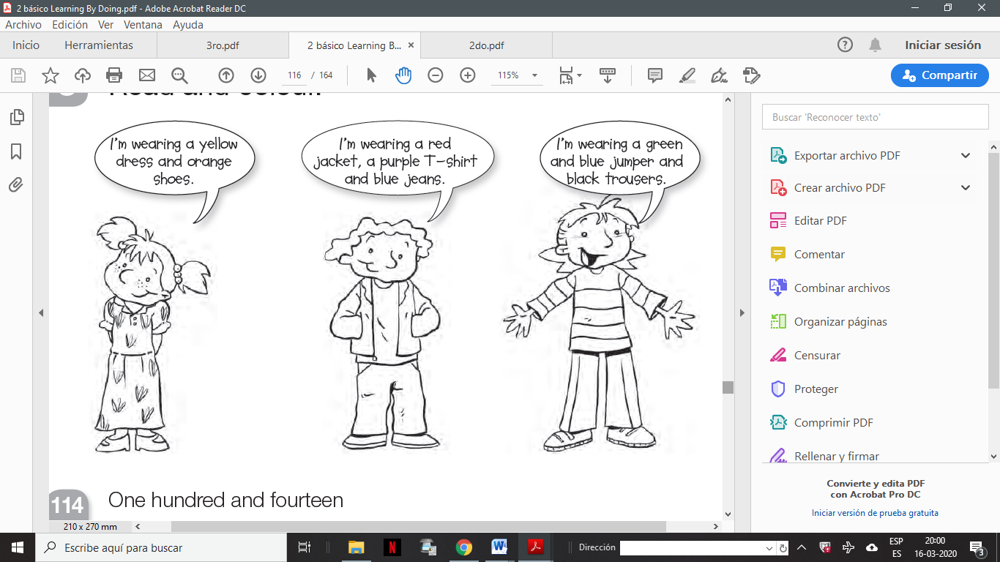 2 básico Learning By Doing.pdf - Adobe Acrobat Reader DC
Archivo Edición Ver Ventana Ayuda
Inicio Herramientas 3ro.pdf 2 básico Learning B... 2do.pdf Iniciar sesión
116 / 164 115% Compartir
Read and colour.
I'm wearing a yellow
dress and orange
shoes.
I'm wearing a red
jacket, a purple T-shirt
and blue jeans.
I'm wearing a green
and blue jumper and
black trousers.
114 One hundred and fourteen
210 x 270 mm
Buscar 'Reconocer texto'
Exportar archivo PDF
Crear archivo PDF
Editar PDF
Comentar
Combinar archivos
Organizar páginas
Censurar
Proteger
Comprimir PDF
Rellenar y firmar
Convierte y edita PDF
con Acrobat Pro DC
Iniciar versión de prueba gratuita
Escribe aquí para buscar
Dirección
ESP
ES
20:00
16-03-2020
3